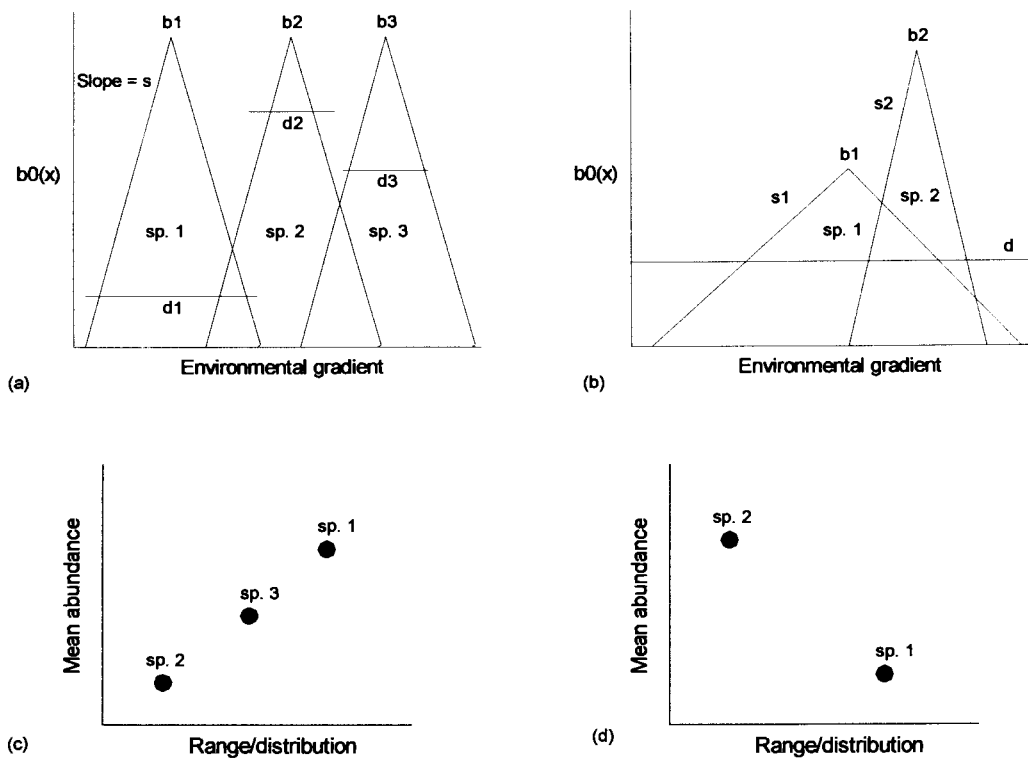 b1
b2
b3
Slope = s
d2
b0(x)
d3
sp. 1
sp. 2
sp. 3
d1
Environmental gradient
(a)
b2
s2
b1
b0(x)
s1
sp. 2
sp. 1
d
Environmental gradient
(b)
Mean abundance
sp. 1
sp. 3
sp. 2
Range/distribution
(c)
Mean abundance
sp. 2
sp. 1
Range/distribution
(d)